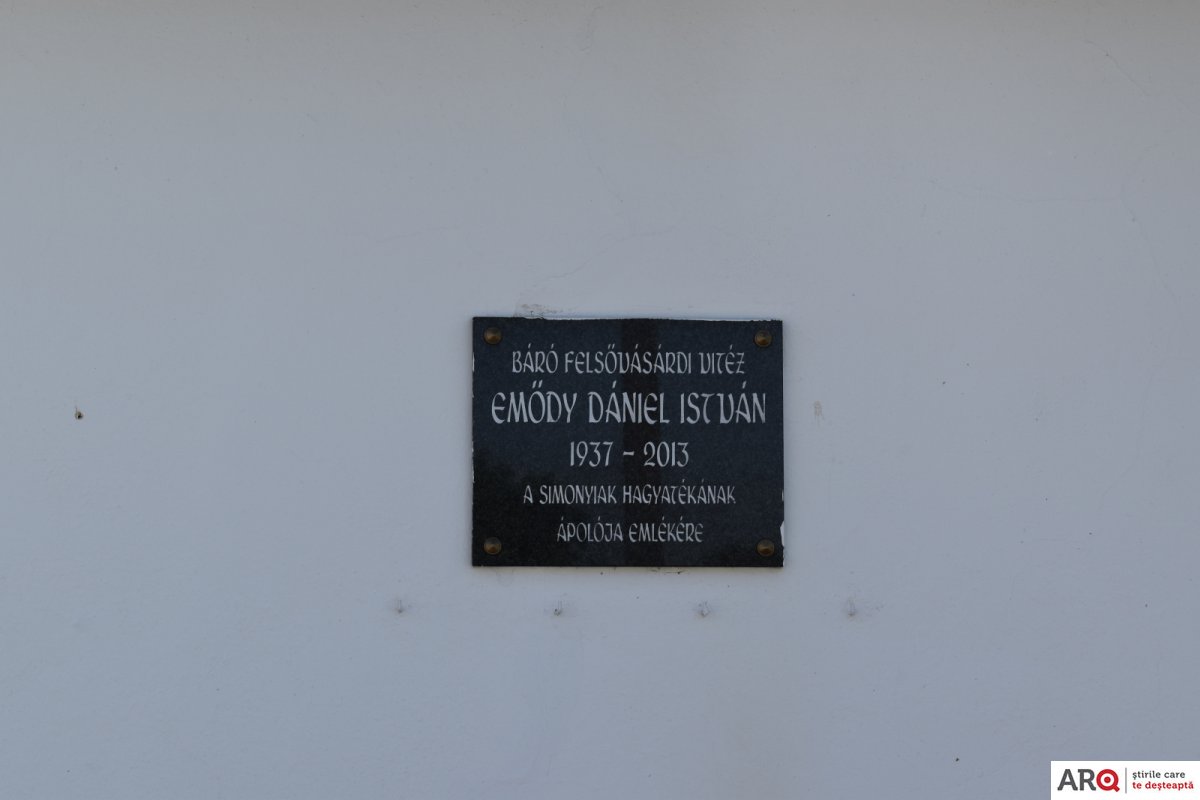 BÁRÓ FELSŐVÁSÁRDI VITÉZ
EMŐDY DÁNIEL ISTVÁN
1937 - 2013
A SIMONYIAK HAGYATÉKÁNAK
ÁPOLÓJA EMLÉKÉRE
ARQ
știrile care
te deșteaptă